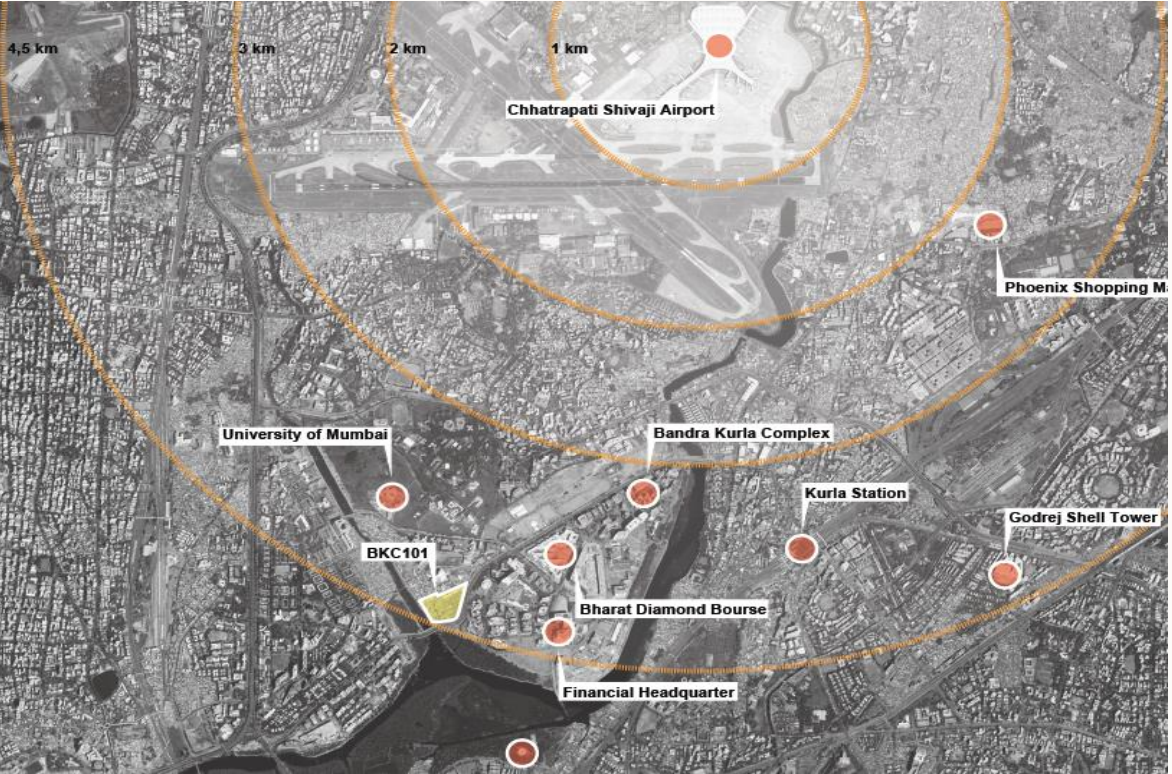 4,5 km
3 km
2 km
1 km
Chhatrapati Shivaji Airport
Phoenix Shopping
University of Mumbai
Bandra Kurla Complex
Kurla Station
Godrej Shell Tower
BKC101
Bharat Diamond Bourse
Financial Headquarter